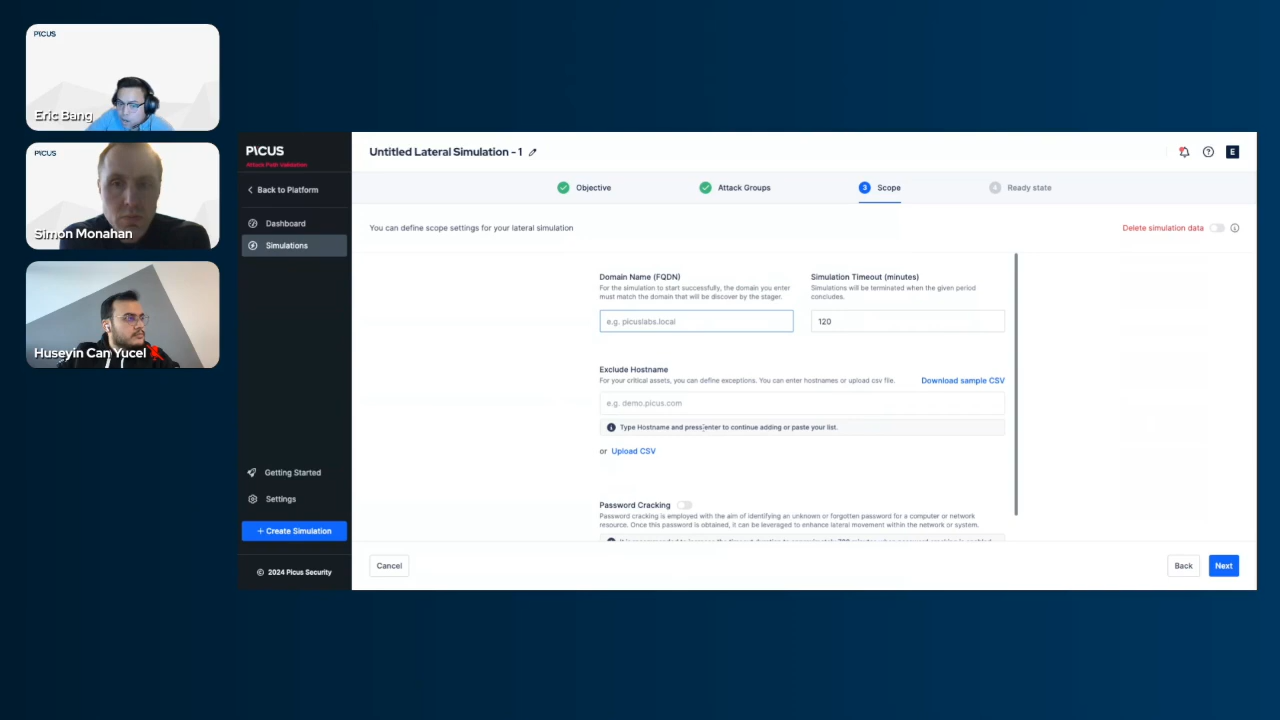 PICUS
Eric Bang
PICUS
Simon Monahan
Huseyin Can Yucel
PICUS
Attack Path Validation
Back to Platform
Dashboard
Simulations
Getting Started
Settings
+ Create Simulation
© 2024 Picus Security
Untitled Lateral Simulation - 1
E
Objective
Attack Groups
3 Scope
4 Ready state
You can define scope settings for your lateral simulation
Delete simulation data
Domain Name (FQDN)
For the simulation to start successfully, the domain you enter
must match the domain that will be discover by the stager.
e.g. picuslabs.local
Simulation Timeout (minutes)
Simulations will be terminated when the given period
concludes.
120
Exclude Hostname
For your critical assets, you can define exceptions. You can enter hostnames or upload csv file.
Download sample CSV
e.g. demo.picus.com
Type Hostname and press enter to continue adding or paste your list.
or Upload CSV
Password Cracking
Password cracking is employed with the aim of identifying an unknown or forgotten password for a computer or network
resource. Once this password is obtained, it can be leveraged to enhance lateral movement within the network or system.
Cancel
Back
Next